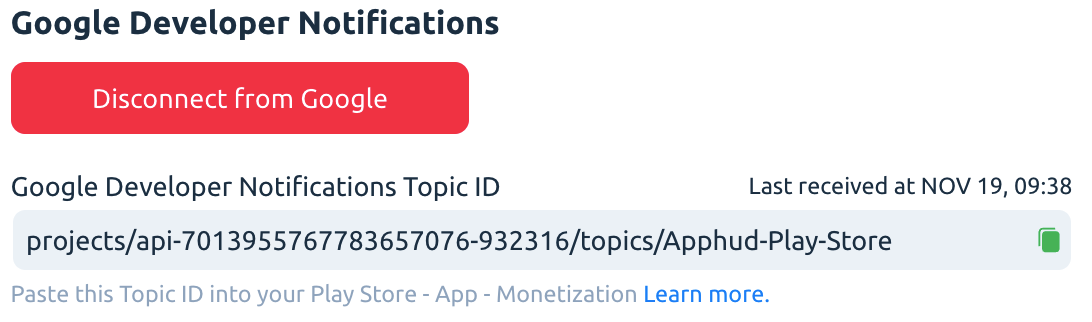 Google Developer Notifications
Disconnect from Google
Google Developer Notifications Topic ID
Last received at NOV 19, 09:38
projects/api-7013955767783657076-932316/topics/Apphud-Play-Store
Paste this Topic ID into your Play Store - App - Monetization Learn more.